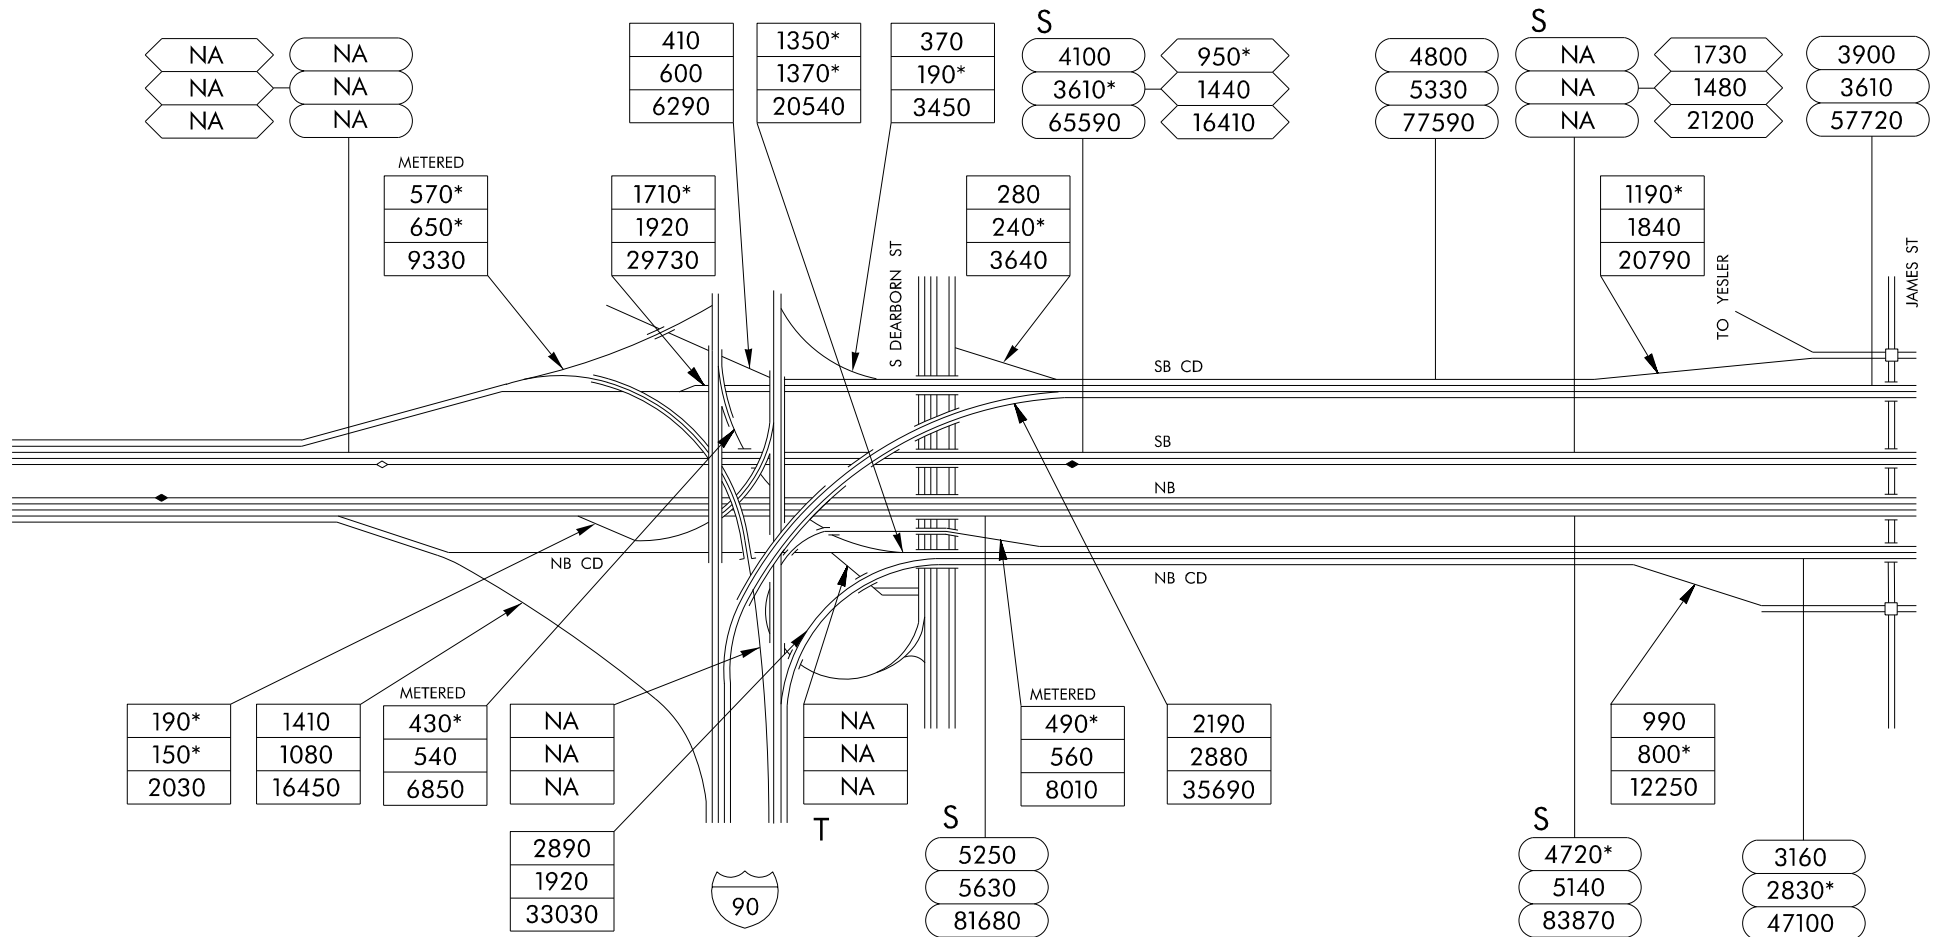 NA
NA
NA
NA
NA
NA
410
600
6290
1350*
1370*
20540
370
190*
3450
S
4100
3610*
65590
950*
1440
16410
4800
5330
77590
S
NA
NA
NA
1730
1480
21200
3900
3610
57720
METERED
570*
650*
9330
1710*
1920
29730
280
240*
3640
1190*
1840
20790
S DEARBORN ST
TO YESLER
JAMES ST
SB CD
SB
NB
NB CD
NB CD
190*
150*
2030
1410
1080
16450
METERED
430*
540
6850
NA
NA
NA
NA
NA
NA
METERED
490*
560
8010
2190
2880
35690
990
800*
12250
2890
1920
33030
T
90
S
5250
5630
81680
S
4720*
5140
83870
3160
2830*
47100